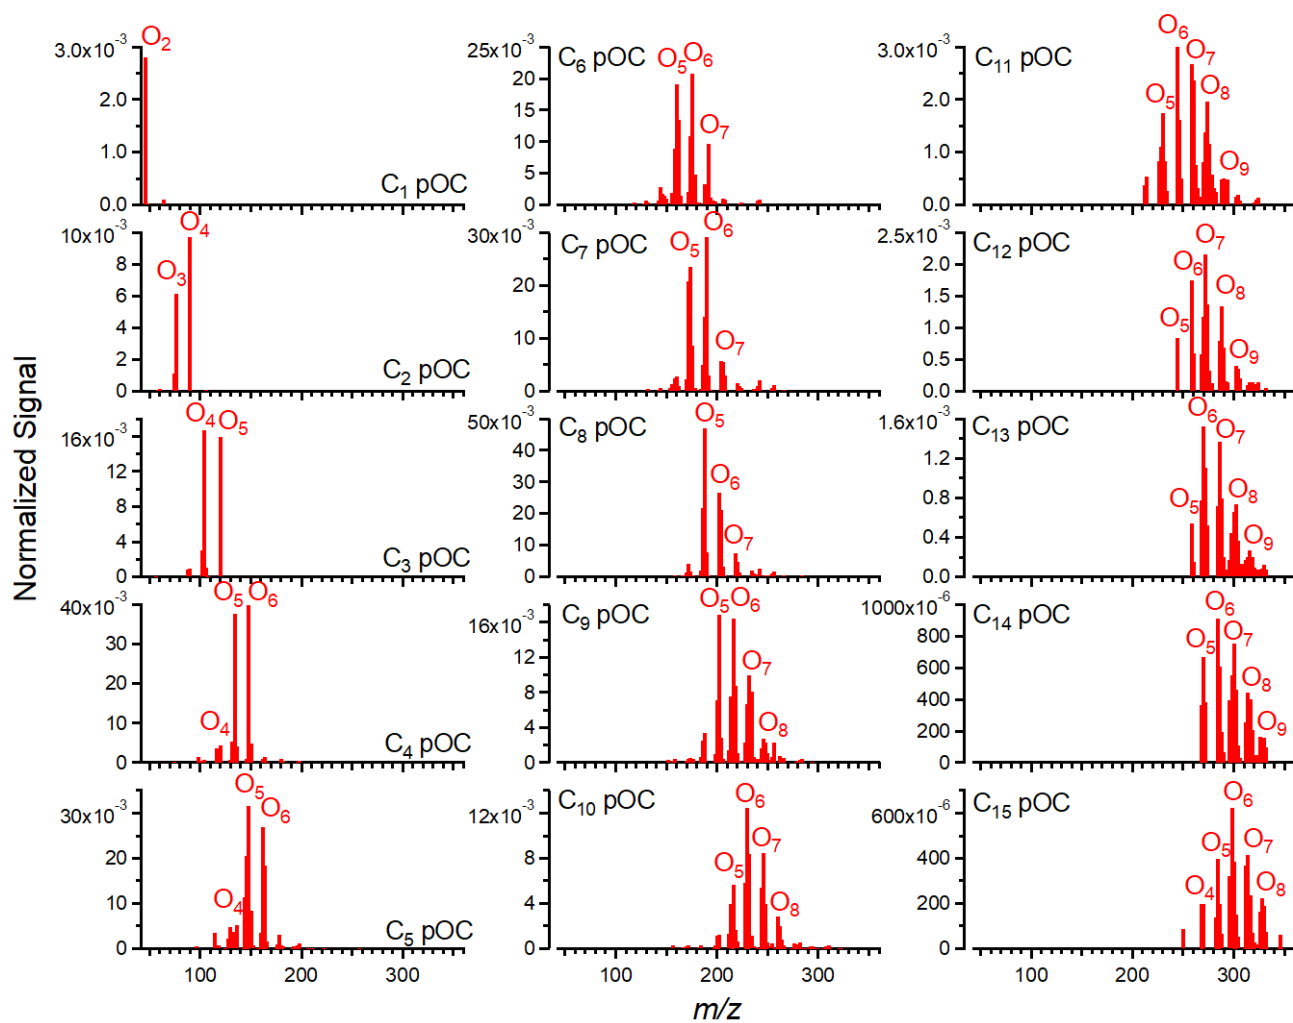 Normalized Signal
3.0x10⁻³
2.0
1.0
0.0
O₂
C₁ pOC
10x10⁻³
8
6
4
2
0
O₃
O₄
C₂ pOC
16x10⁻³
12
8
4
0
O₄ O₅
C₃ pOC
40x10⁻³
30
20
10
0
O₄
O₅ O₆
C₄ pOC
30x10⁻³
20
10
0
O₄
O₅
O₆
C₅ pOC
100 200 300
25x10⁻³
20
15
10
5
0
C₆ pOC
O₅ O₆
O₇
30x10⁻³
20
10
0
C₇ pOC
O₅
O₆
O₇
50x10⁻³
40
30
20
10
0
C₈ pOC
O₅
O₆
O₇
16x10⁻³
12
8
4
0
C₉ pOC
O₅ O₆
O₇
O₈
12x10⁻³
8
4
0
C₁₀ pOC
O₅
O₆
O₇
O₈
100 200 300
m/z
3.0x10⁻³
2.0
1.0
0.0
C₁₁ pOC
O₅
O₆
O₇
O₈
O₉
2.5x10⁻³
2.0
1.5
1.0
0.5
0.0
C₁₂ pOC
O₅
O₆
O₇
O₈
O₉
1.6x10⁻³
1.2
0.8
0.4
0.0
C₁₃ pOC
O₅
O₆
O₇
O₈
O₉
1000x10⁻⁶
800
600
400
200
0
C₁₄ pOC
O₅
O₆
O₇
O₈
O₉
600x10⁻⁶
400
200
0
C₁₅ pOC
O₄
O₅
O₆
O₇
O₈
100 200 300